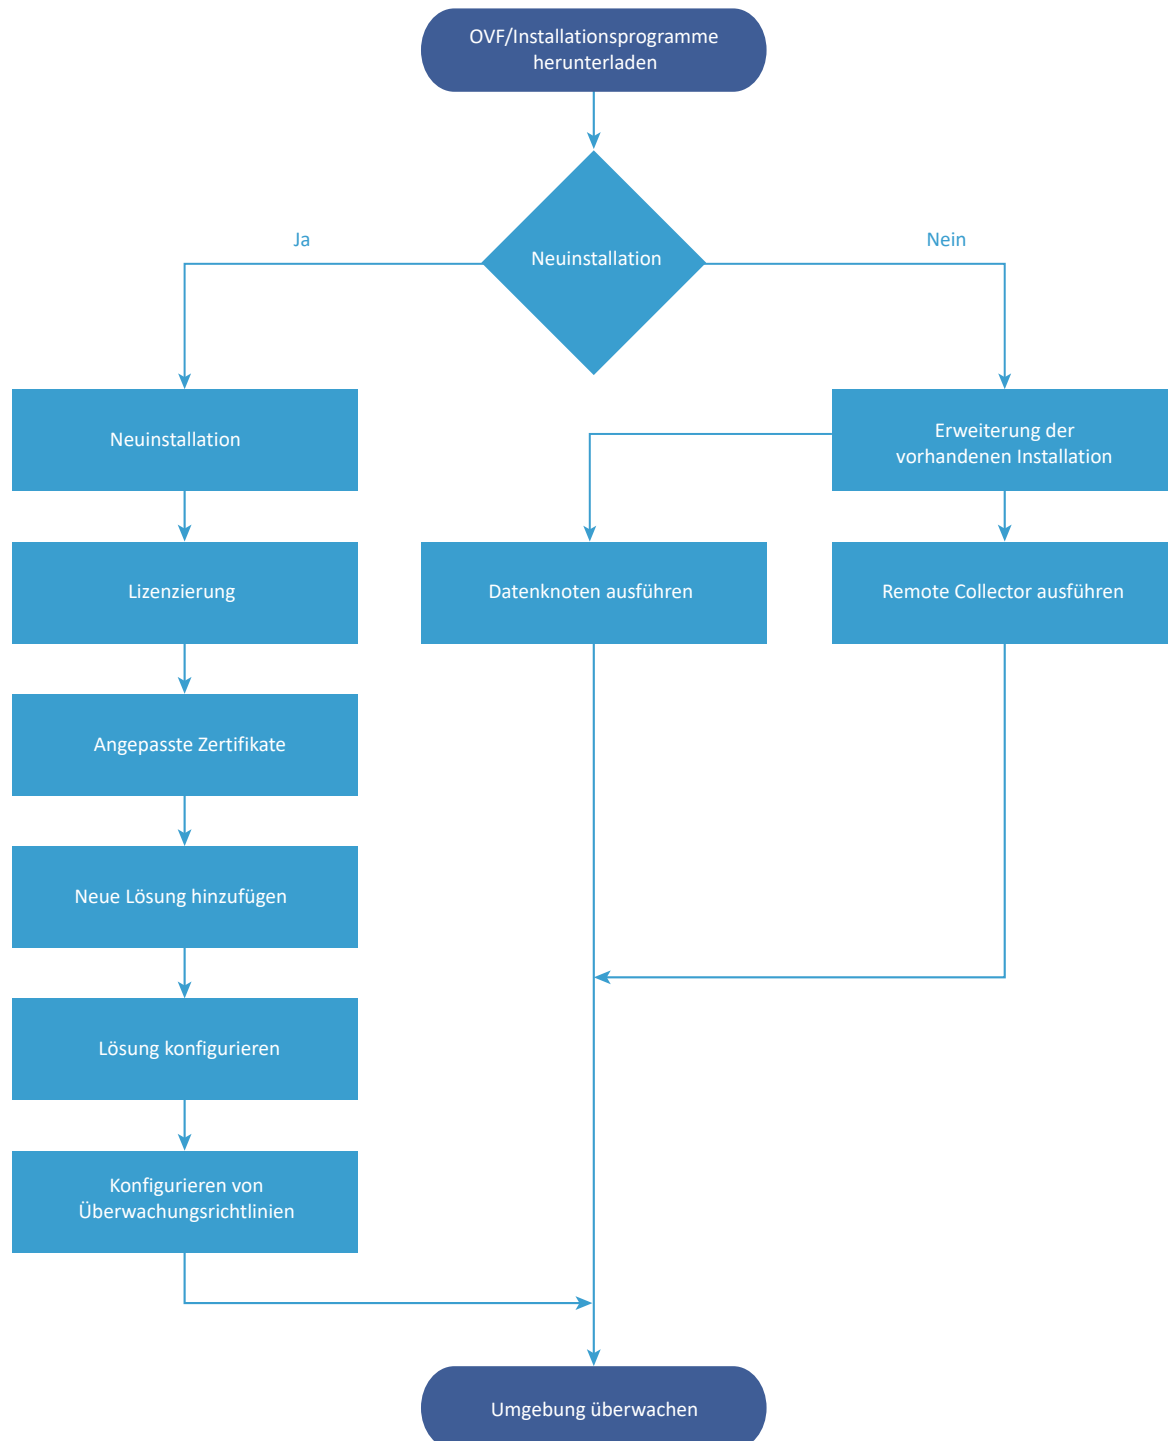 OVF/Installationsprogramme
herunterladen
Ja
Nein
Neuinstallation
Neuinstallation
Erweiterung der
vorhandenen Installation
Lizenzierung
Datenknoten ausführen
Remote Collector ausführen
Angepasste Zertifikate
Neue Lösung hinzufügen
Lösung konfigurieren
Konfigurieren von
Überwachungsrichtlinien
Umgebung überwachen